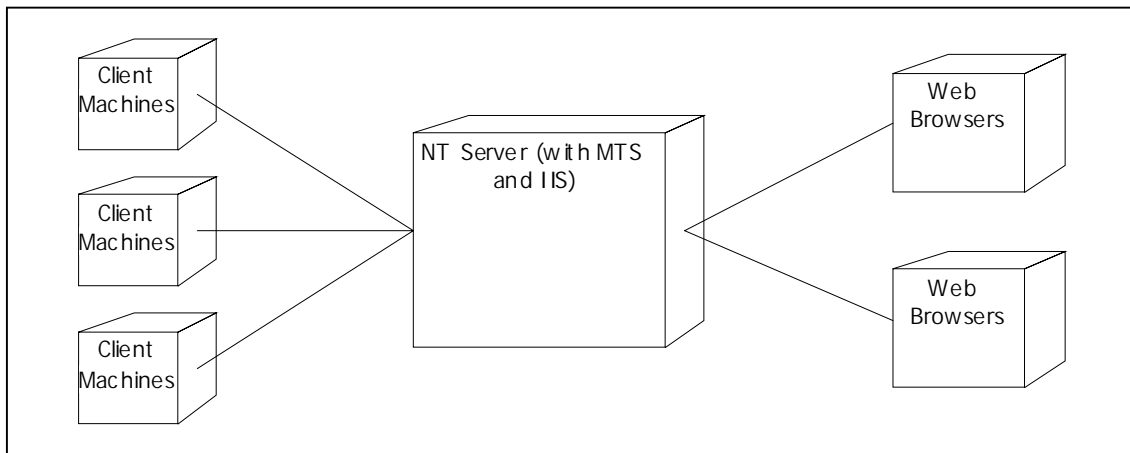 Client
Machines
Client
Machines
Client
Machines
NT Server (with MTS
and IIS)
Web
Browsers
Web
Browsers